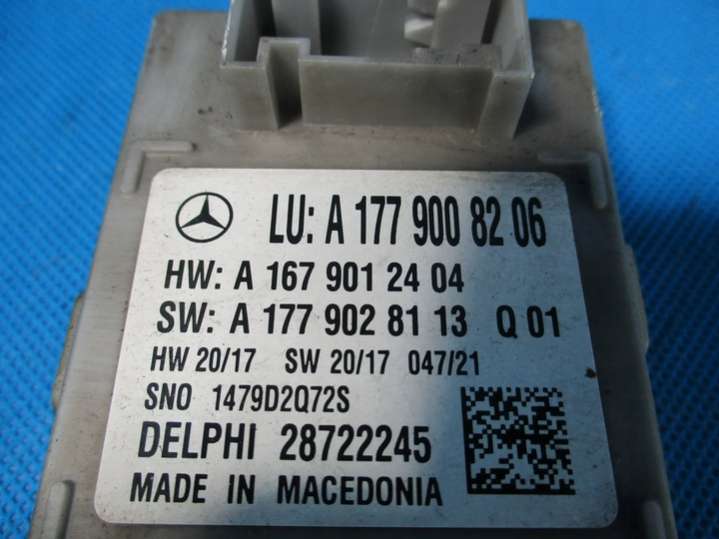 LU: A 177 900 82 06
HW: A 167 901 24 04
SW: A 177 902 81 13 Q 01
HW 20/17 SW 20/17 047/21
SNO 1479D2Q72S
DELPHI 28722245
MADE IN MACEDONIA